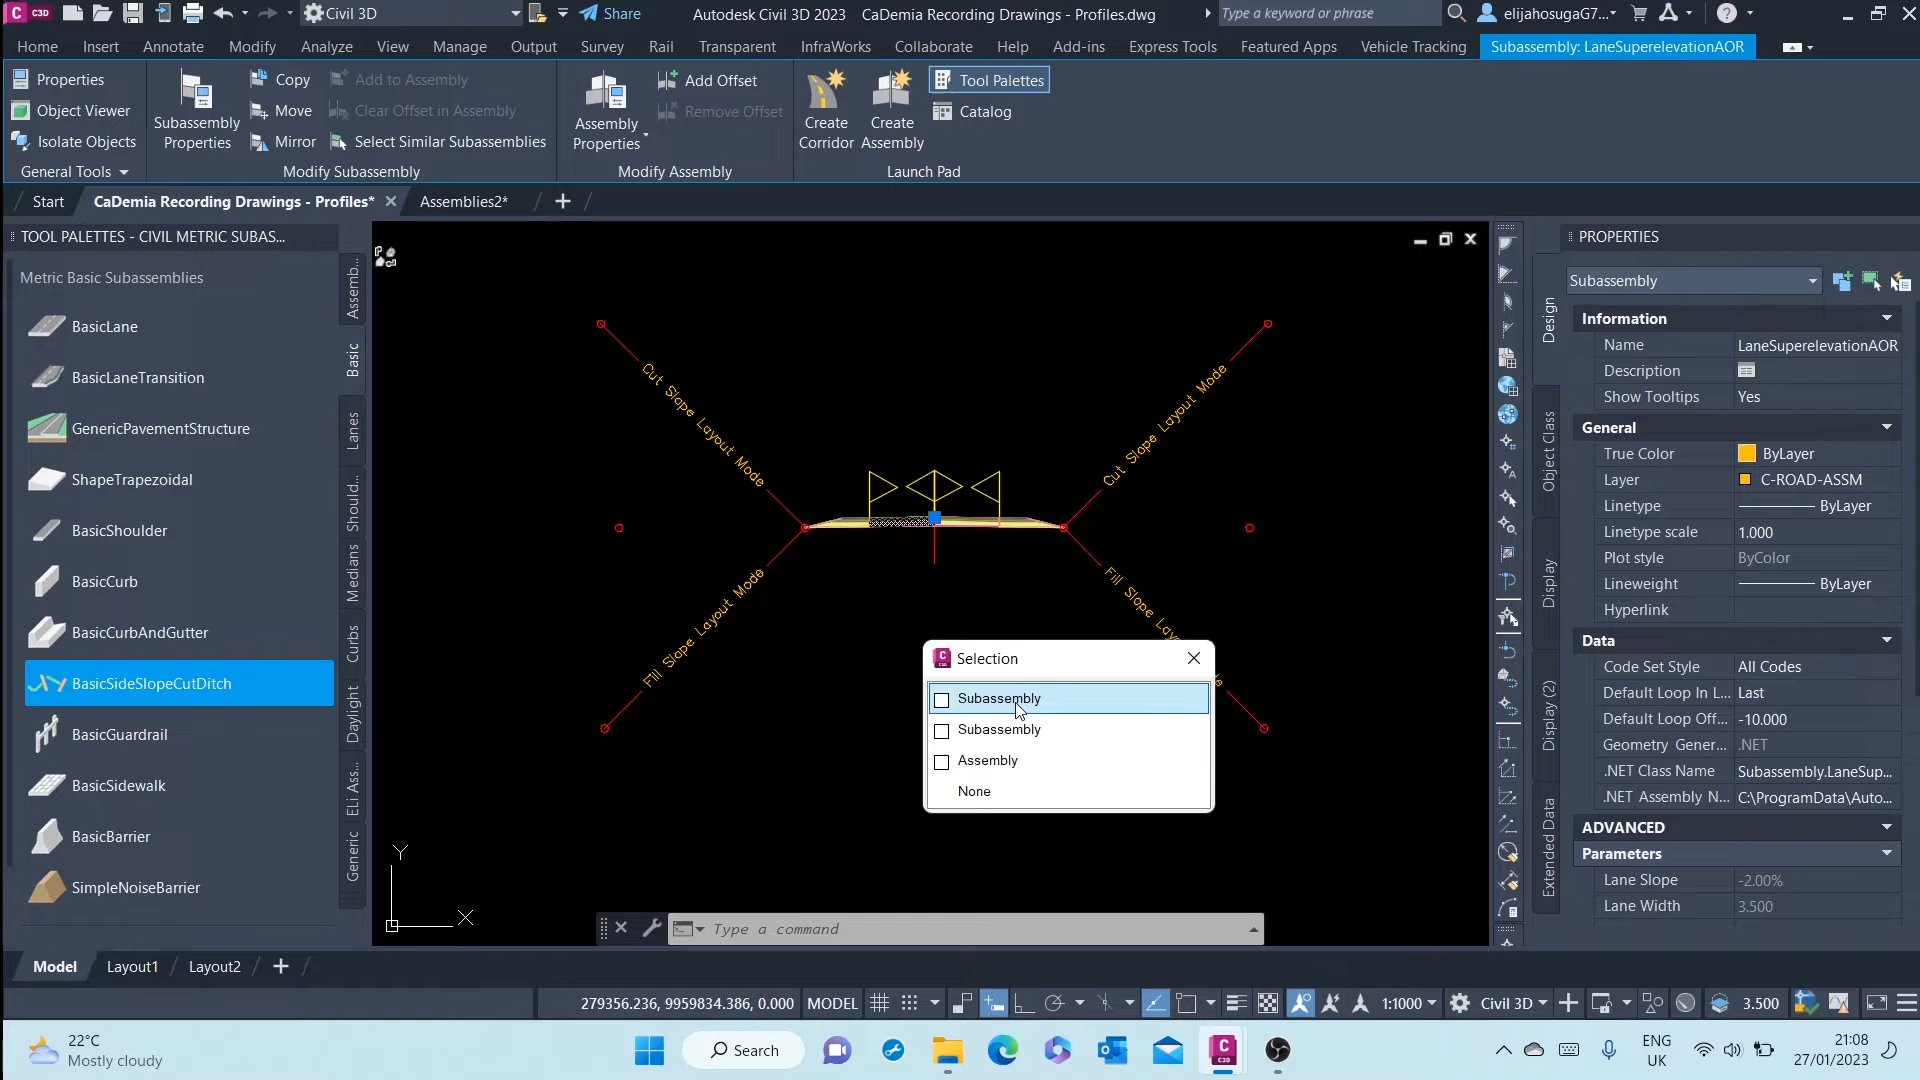 C3D
Civil 3D
Share
Autodesk Civil 3D 2023
CaDemia Recording Drawings - Profiles.dwg
Type a keyword or phrase
elijahosugaG7...
Home
Insert
Annotate
Modify
Analyze
View
Manage
Output
Survey
Rail
Transparent
InfraWorks
Collaborate
Help
Add-ins
Express Tools
Featured Apps
Vehicle Tracking
Subassembly: LaneSuperelevationAOR
Properties
Object Viewer
Isolate Objects
General Tools
Subassembly
Properties
Copy
Move
Mirror
Add to Assembly
Clear Offset in Assembly
Select Similar Subassemblies
Modify Subassembly
Assembly
Properties
Add Offset
Remove Offset
Modify Assembly
Create
Corridor
Create
Assembly
Tool Palettes
Catalog
Launch Pad
Start
CaDemia Recording Drawings - Profiles*
Assemblies2*
TOOL PALETTES - CIVIL METRIC SUBAS...
Metric Basic Subassemblies
BasicLane
BasicLaneTransition
GenericPavementStructure
ShapeTrapezoidal
BasicShoulder
BasicCurb
BasicCurbAndGutter
BasicSideSlopeCutDitch
BasicGuardrail
BasicSidewalk
BasicBarrier
SimpleNoiseBarrier
Assemb...
Basic
Lanes
Should...
Medians
Curbs
Daylight
ELi Ass...
Generic
Cut Slope Layout Mode
Cut Slope Layout Mode
Fill Slope Layout Mode
Fill Slope Lay
e
Selection
Subassembly
Subassembly
Assembly
None
Y
X
Type a command
PROPERTIES
Subassembly
Design
Object Class
Display
Display (2)
Extended Data
Information
Name LaneSuperelevationAOR
Description
Show Tooltips Yes
General
True Color ByLayer
Layer C-ROAD-ASSM
Linetype ByLayer
Linetype scale 1.000
Plot style ByColor
Lineweight ByLayer
Hyperlink
Data
Code Set Style All Codes
Default Loop In L... Last
Default Loop Off... -10.000
Geometry Gener... .NET
.NET Class Name Subassembly.LaneSup...
.NET Assembly N... C:\ProgramData\Auto...
ADVANCED
Parameters
Lane Slope -2.00%
Lane Width 3.500
Model
Layout1
Layout2
279356.236, 9959834.386, 0.000
MODEL
1:1000
Civil 3D
3.500
22°C
Mostly cloudy
Search
C3D
ENG
UK
21:08
27/01/2023